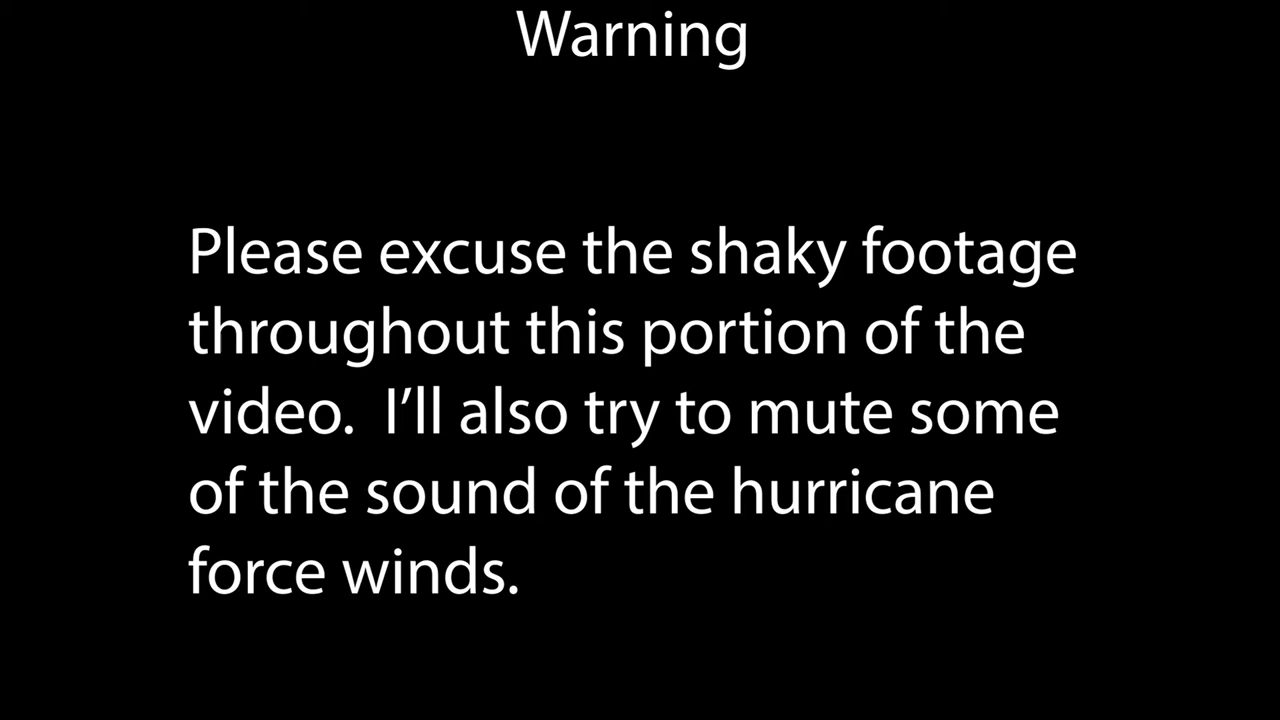 Warning
Please excuse the shaky footage
throughout this portion of the
video.  I’ll also try to mute some
of the sound of the hurricane
force winds.